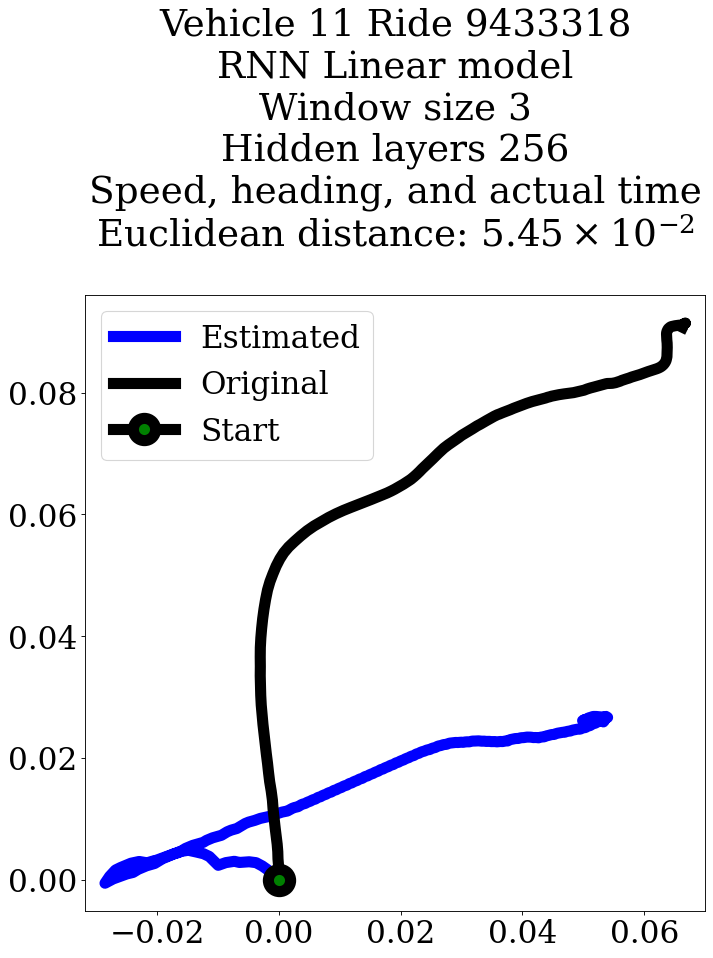 Vehicle 11 Ride 9433318
RNN Linear model
Window size 3
Hidden layers 256
Speed, heading, and actual time
Euclidean distance: 5.45 × 10⁻²
Estimated
Original
Start
0.08
0.06
0.04
0.02
0.00
−0.02 0.00 0.02 0.04 0.06